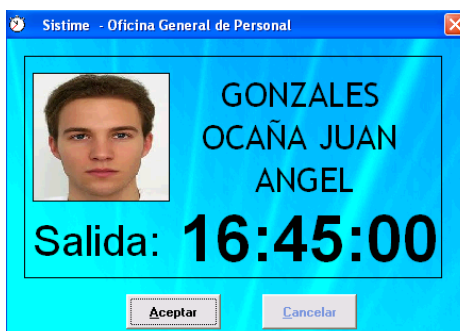 Sistime - Oficina General de Personal
GONZALES
OCAÑA JUAN
ANGEL
Salida: 16:45:00
Aceptar Cancelar